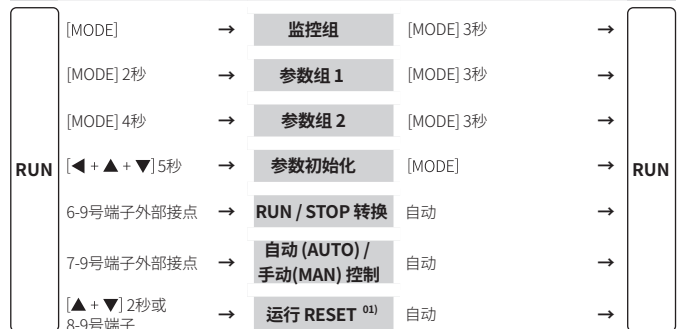 [MODE] → 监控组 [MODE] 3秒 →
[MODE] 2秒 → 参数组 1 [MODE] 3秒 →
[MODE] 4秒 → 参数组 2 [MODE] 3秒 →
RUN [◀ + ▲ + ▼] 5秒 → 参数初始化 [MODE] → RUN
6-9号端子外部接点 → RUN / STOP 转换 自动 →
7-9号端子外部接点 → 自动 (AUTO) / 自动 →
手动(MAN) 控制
[▲ + ▼] 2秒或 → 运行 RESET 01) 自动 →
8-9号端子